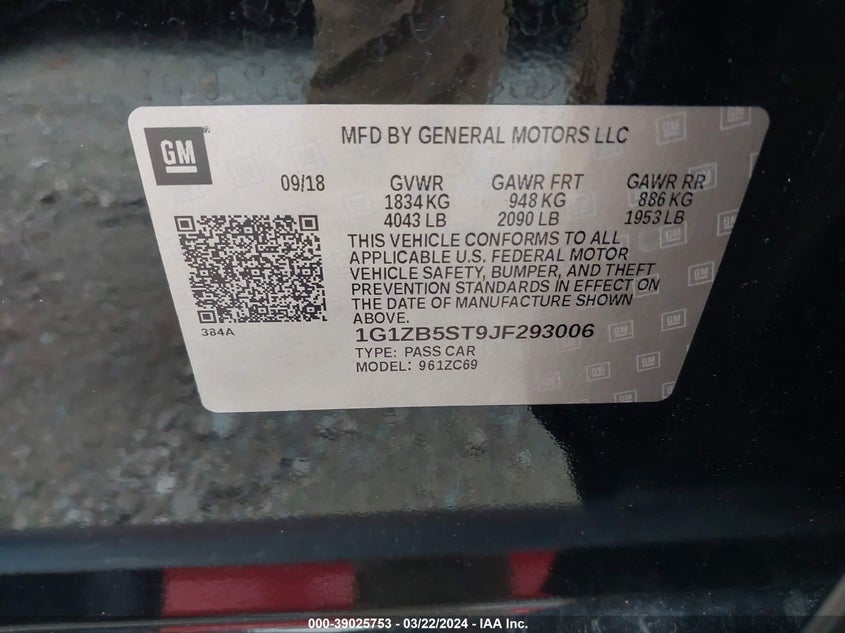 GM
MFD BY GENERAL MOTORS LLC
09/18 GVWR GAWR FRT GAWR RR
1834 KG 948 KG 886 KG
4043 LB 2090 LB 1953 LB
THIS VEHICLE CONFORMS TO ALL
APPLICABLE U.S. FEDERAL MOTOR
VEHICLE SAFETY, BUMPER, AND THEFT
PREVENTION STANDARDS IN EFFECT ON
THE DATE OF MANUFACTURE SHOWN
ABOVE.
384A
1G1ZB5ST9JF293006
TYPE: PASS CAR
MODEL: 961ZC69
000-39025753 - 03/22/2024 - IAA Inc.